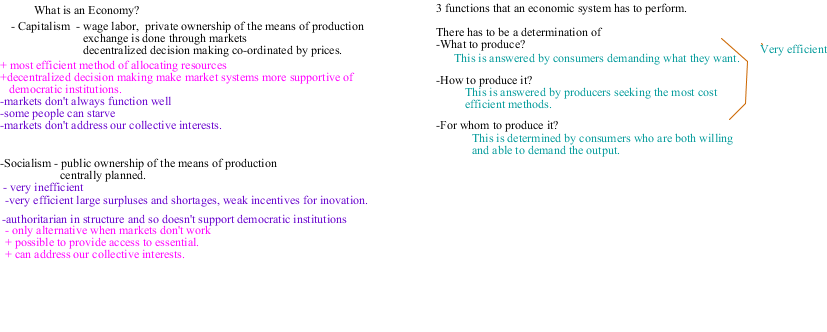 What is an Economy?
- Capitalism - wage labor, private ownership of the means of production
exchange is done through markets
decentralized decision making co-ordinated by prices.
+ most efficient method of allocating resources
+decentralized decision making make market systems more supportive of
democratic institutions.
-markets don't always function well
-some people can starve
-markets don't address our collective interests.
-Socialism - public ownership of the means of production
centrally planned.
- very inefficient
-very efficient large surpluses and shortages, weak incentives for inovation.
-authoritarian in structure and so doesn't support democratic institutions
- only alternative when markets don't work
+ possible to provide access to essential.
+ can address our collective interests.
3 functions that an economic system has to perform.
There has to be a determination of
-What to produce?
This is answered by consumers demanding what they want.
-How to produce it?
This is answered by producers seeking the most cost
efficient methods.
-For whom to produce it?
This is determined by consumers who are both willing
and able to demand the output.
Very efficient